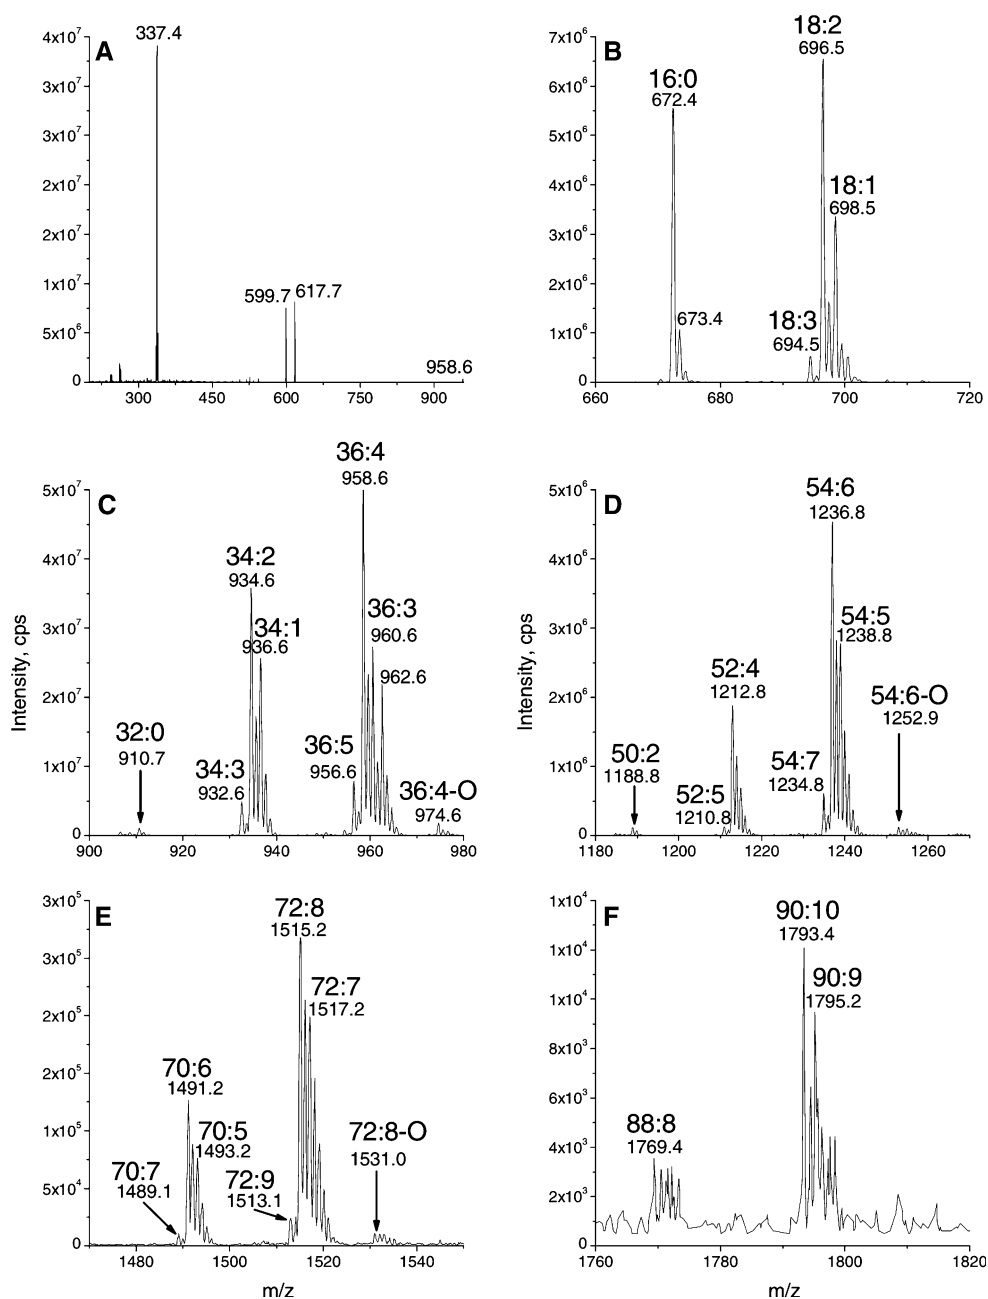 A
337.4
599.7
617.7
958.6
4x10⁷
3x10⁷
3x10⁷
2x10⁷
2x10⁷
1x10⁷
5x10⁶
0
300 450 600 750 900
B
16:0
672.4
673.4
18:2
696.5
18:1
698.5
18:3
694.5
7x10⁶
6x10⁶
5x10⁶
4x10⁶
3x10⁶
2x10⁶
1x10⁶
0
660 680 700 720
C
36:4
958.6
34:2
934.6
34:1
936.6
36:3
960.6
962.6
32:0
910.7
34:3
932.6
36:5
956.6
36:4-O
974.6
5x10⁷
4x10⁷
3x10⁷
2x10⁷
1x10⁷
0
900 920 940 960 980
Intensity, cps
D
54:6
1236.8
54:5
1238.8
52:4
1212.8
54:6-O
1252.9
50:2
1188.8
52:5
1210.8
54:7
1234.8
5x10⁶
4x10⁶
3x10⁶
2x10⁶
1x10⁶
0
1180 1200 1220 1240 1260
Intensity, cps
E
72:8
1515.2
72:7
1517.2
70:6
1491.2
70:5
1493.2
70:7
1489.1
72:9
1513.1
72:8-O
1531.0
3x10⁵
3x10⁵
2x10⁵
2x10⁵
1x10⁵
5x10⁴
0
1480 1500 1520 1540
m/z
F
90:10
1793.4
90:9
1795.2
88:8
1769.4
1x10⁴
1x10⁴
1x10⁴
8x10³
6x10³
4x10³
2x10³
0
1760 1780 1800 1820
m/z